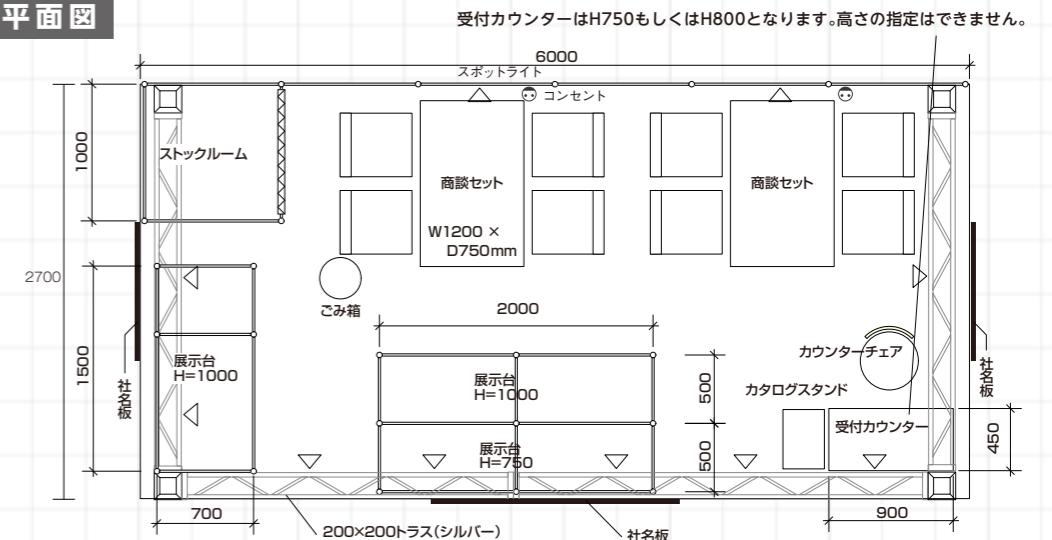 平面図
受付カウンターはH750もしくはH800となります。高さの指定はできません。
6000
スポットライト
コンセント
1000
ストックルーム
商談セット
商談セット
W1200 ×
D750mm
2700
ごみ箱
2000
1500
展示台
H=1000
展示台
H=1000
500
カウンターチェア
カタログスタンド
社名板
社名板
受付カウンター
450
展示台
H=750
500
700
900
200×200トラス(シルバー)
社名板